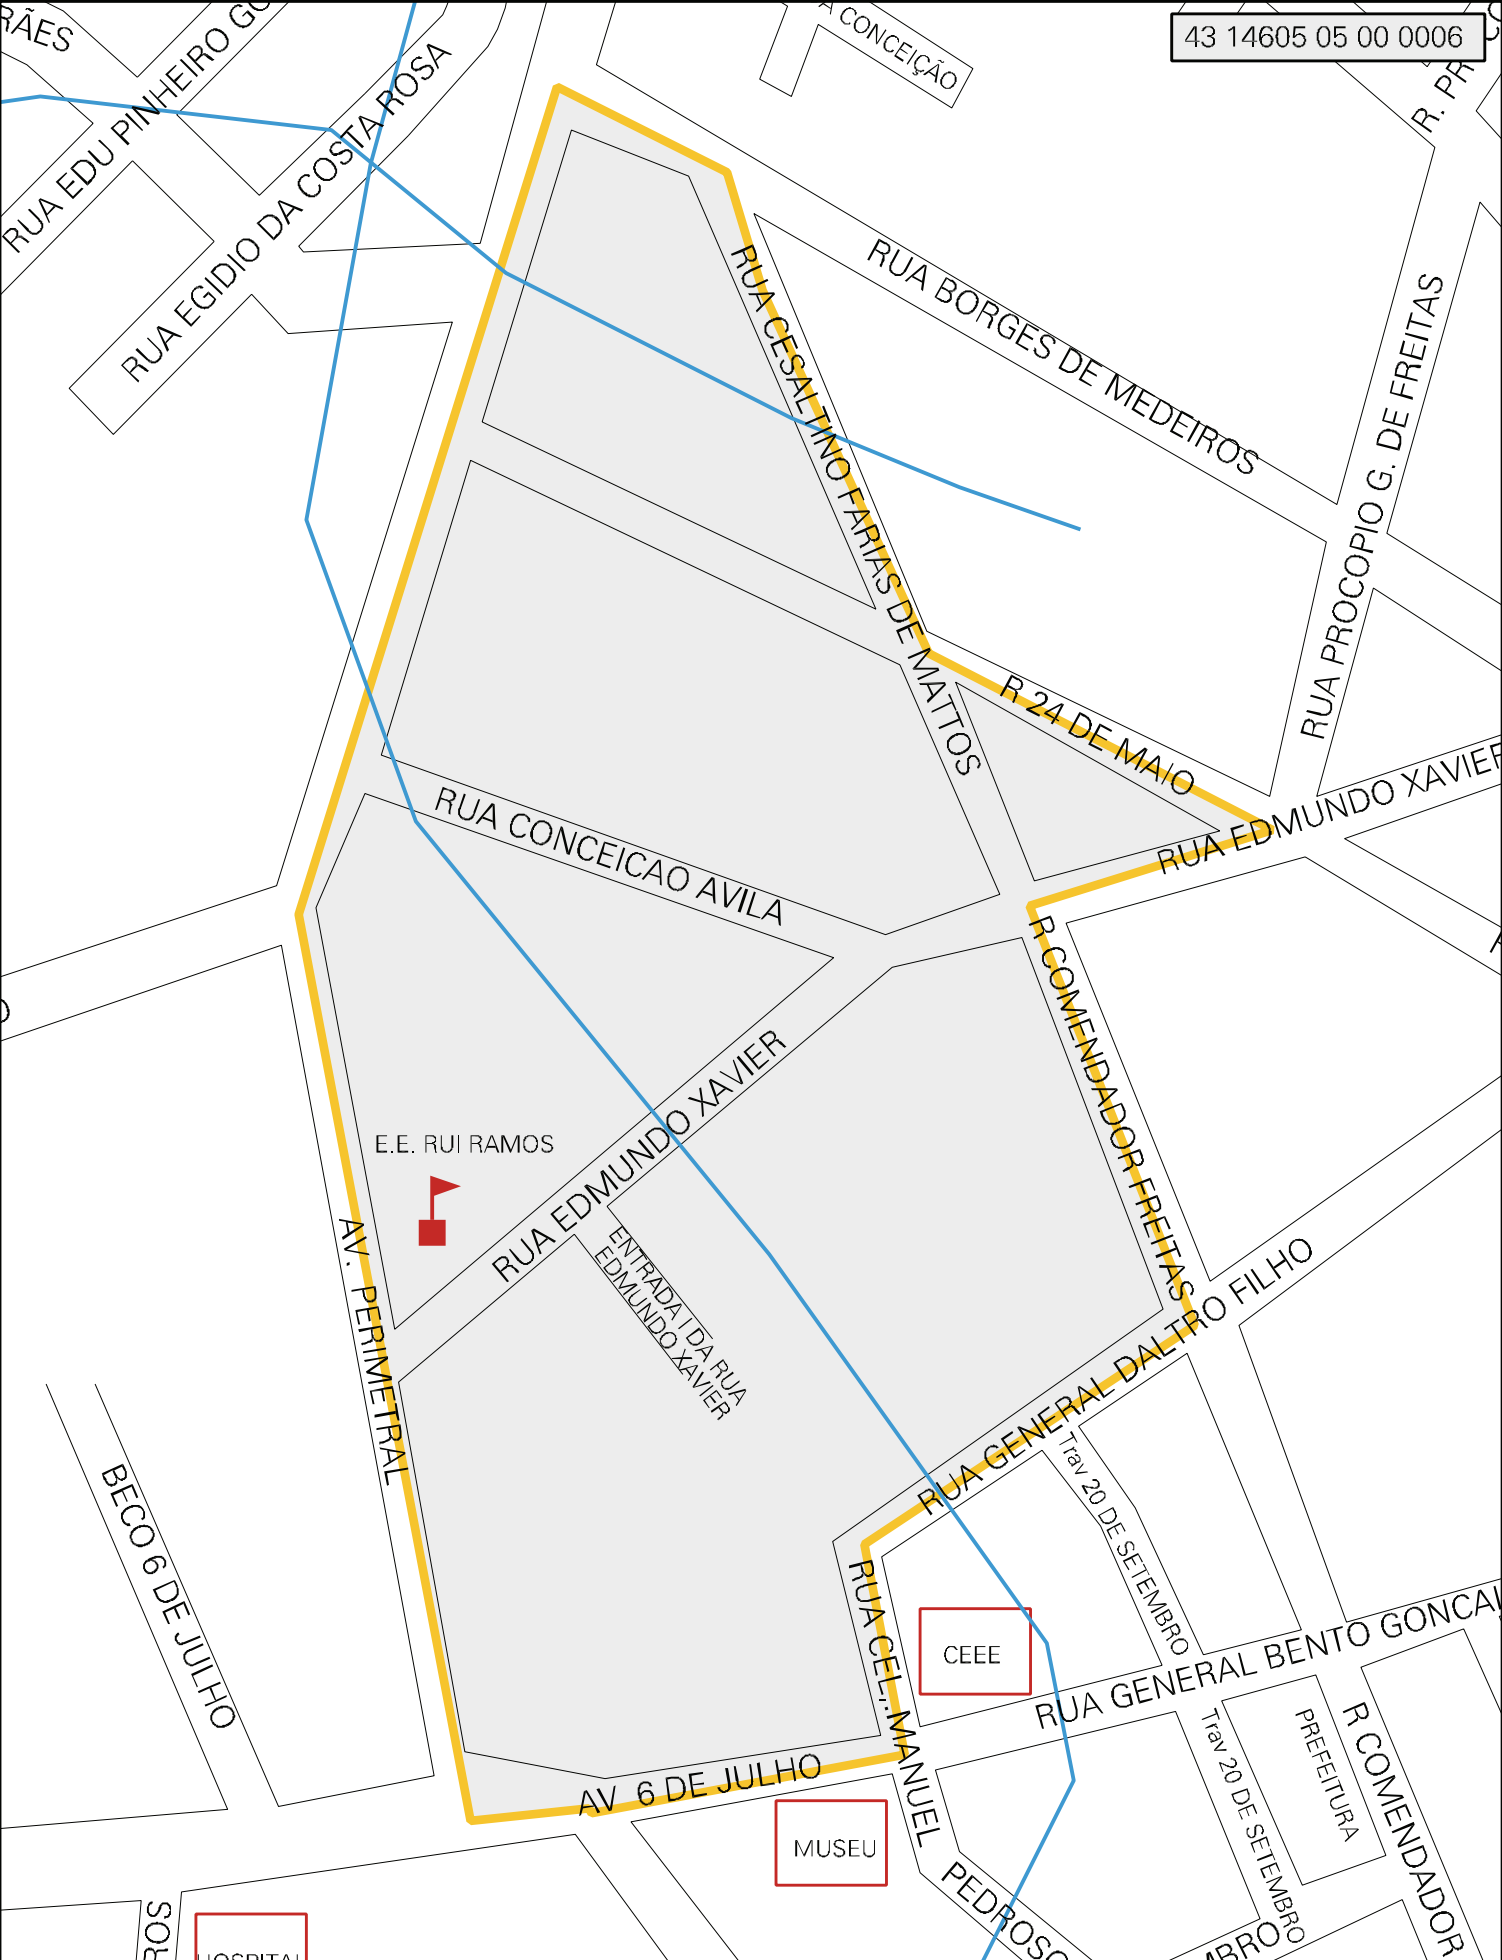 43 14605 05 00 0006
RUA EDU PINHEIRO
RUA EGIDIO DA COSTA ROSA
A CONCEIÇÃO
RUA BORGES DE MEDEIROS
RUA CESALTINO FARIAS DE MATTOS
RUA PROCOPIO G. DE FREITAS
R 24 DE MAIO
RUA EDMUNDO XAVIER
RUA CONCEICAO AVILA
R COMENDADOR FREITAS
RUA EDMUNDO XAVIER
E.E. RUI RAMOS
ENTRADA I DA RUA
EDMUNDO XAVIER
AV. PERIMETRAL
RUA GENERAL DALTRO FILHO
BECO 6 DE JULHO
Trav 20 DE SETEMBRO
RUA CEL,. MANUEL
CEEE
RUA GENERAL BENTO
AV 6 DE JULHO
MUSEU
PREFEITURA
Trav 20 DE SETEMBRO
R COMENDADOR
PEDROSO
HOSPITAL